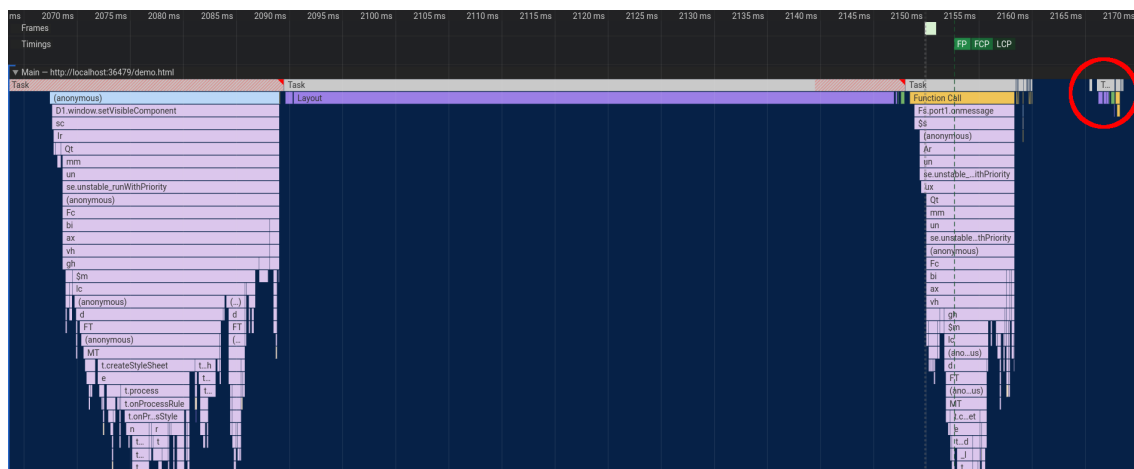 ms 2070 ms 2075 ms 2080 ms 2085 ms 2090 ms 2095 ms 2100 ms 2105 ms 2110 ms 2115 ms 2120 ms 2125 ms 2130 ms 2135 ms 2140 ms 2145 ms 2150 ms 2155 ms 2160 ms 2165 ms 2170 ms
Frames
Timings FP FCP LCP
▼ Main — http://localhost:36479/demo.html
Task Task Task T...
(anonymous) Layout Function Call
D1.window.setVisibleComponent F6.port1.onmessage
sc $s
lr (anonymous)
Qt Ar
mm un
un se.unstable_...ithPriority
se.unstable_runWithPriority ux
(anonymous) Qt
Fc mm
bi un
ax se.unstable...thPriority
vh (anonymous)
gh Fc
$m bi
lc ax
(anonymous) (...) vh
d d gh
FT FT $m
(anonymous) (... lc
MT (ano...us)
t.createStyleSheet t...h d
e t... FT
t.process t... (ano...us)
t.onProcessRule MT
t.onPr...sStyle t.c...et
n r e
t... t t...d
t... _l
t t